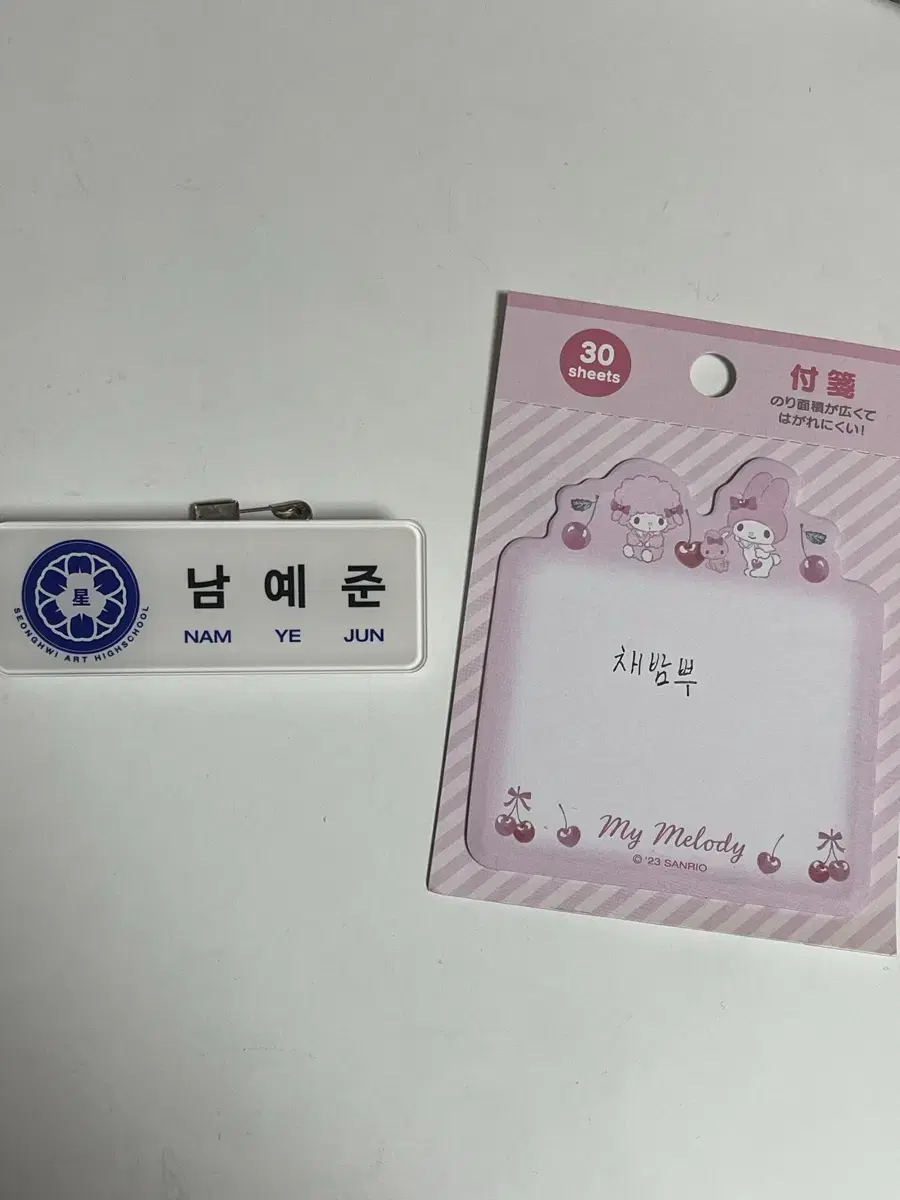 星
SEONGHWI ART HIGHSCHOOL
남 예 준
NAM YE JUN
30
sheets
付箋
のり面積が広くて
はがれにくい!
채밤뿌
My Melody
© '23 SANRIO